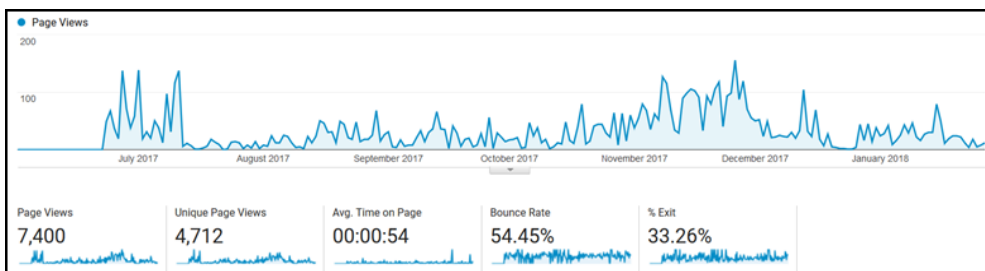 Page Views
200
100
July 2017 August 2017 September 2017 October 2017 November 2017 December 2017 January 2018
Page Views Unique Page Views Avg. Time on Page Bounce Rate % Exit
7,400 4,712 00:00:54 54.45% 33.26%